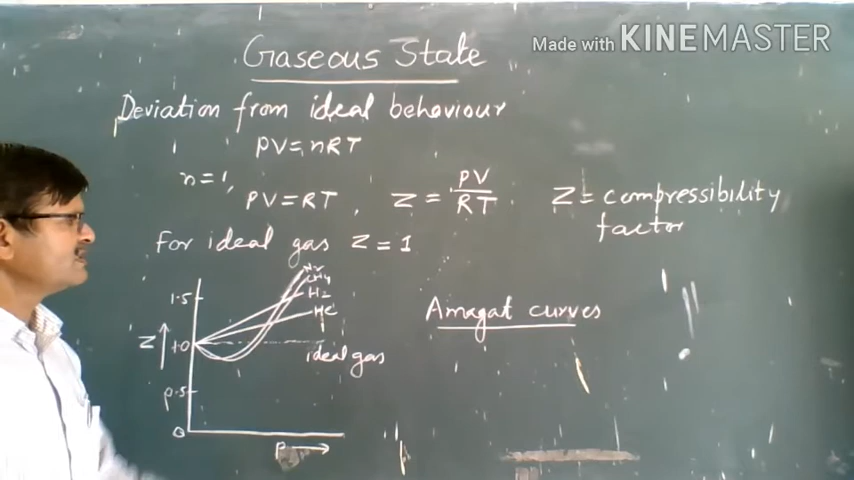 Made with KINEMASTER
Gaseous State
Deviation from ideal behaviour
PV=nRT
n=1,
PV=RT, Z = PV/RT Z = compressibility factor
For ideal gas Z = 1
N2
CH4
1.5
H2
He
Amagat curves
Z
1.0
ideal gas
0.5
0
P